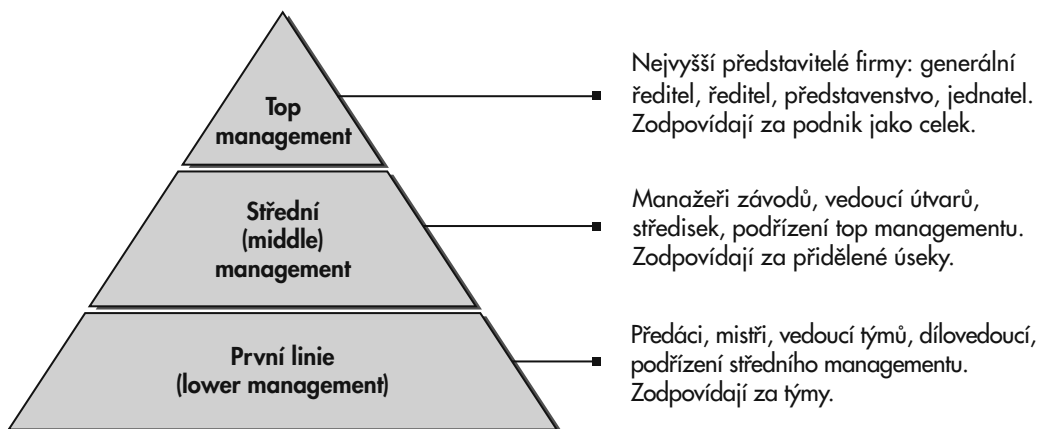 Top
management
Nejvyšší představitelé firmy: generální
ředitel, ředitel, představenstvo, jednatel.
Zodpovídají za podnik jako celek.
Střední
(middle)
management
Manažeři závodů, vedoucí útvarů,
středisek, podřízení top managementu.
Zodpovídají za přidělené úseky.
První linie
(lower management)
Předáci, mistři, vedoucí týmů, dílovedoucí,
podřízení středního managementu.
Zodpovídají za týmy.